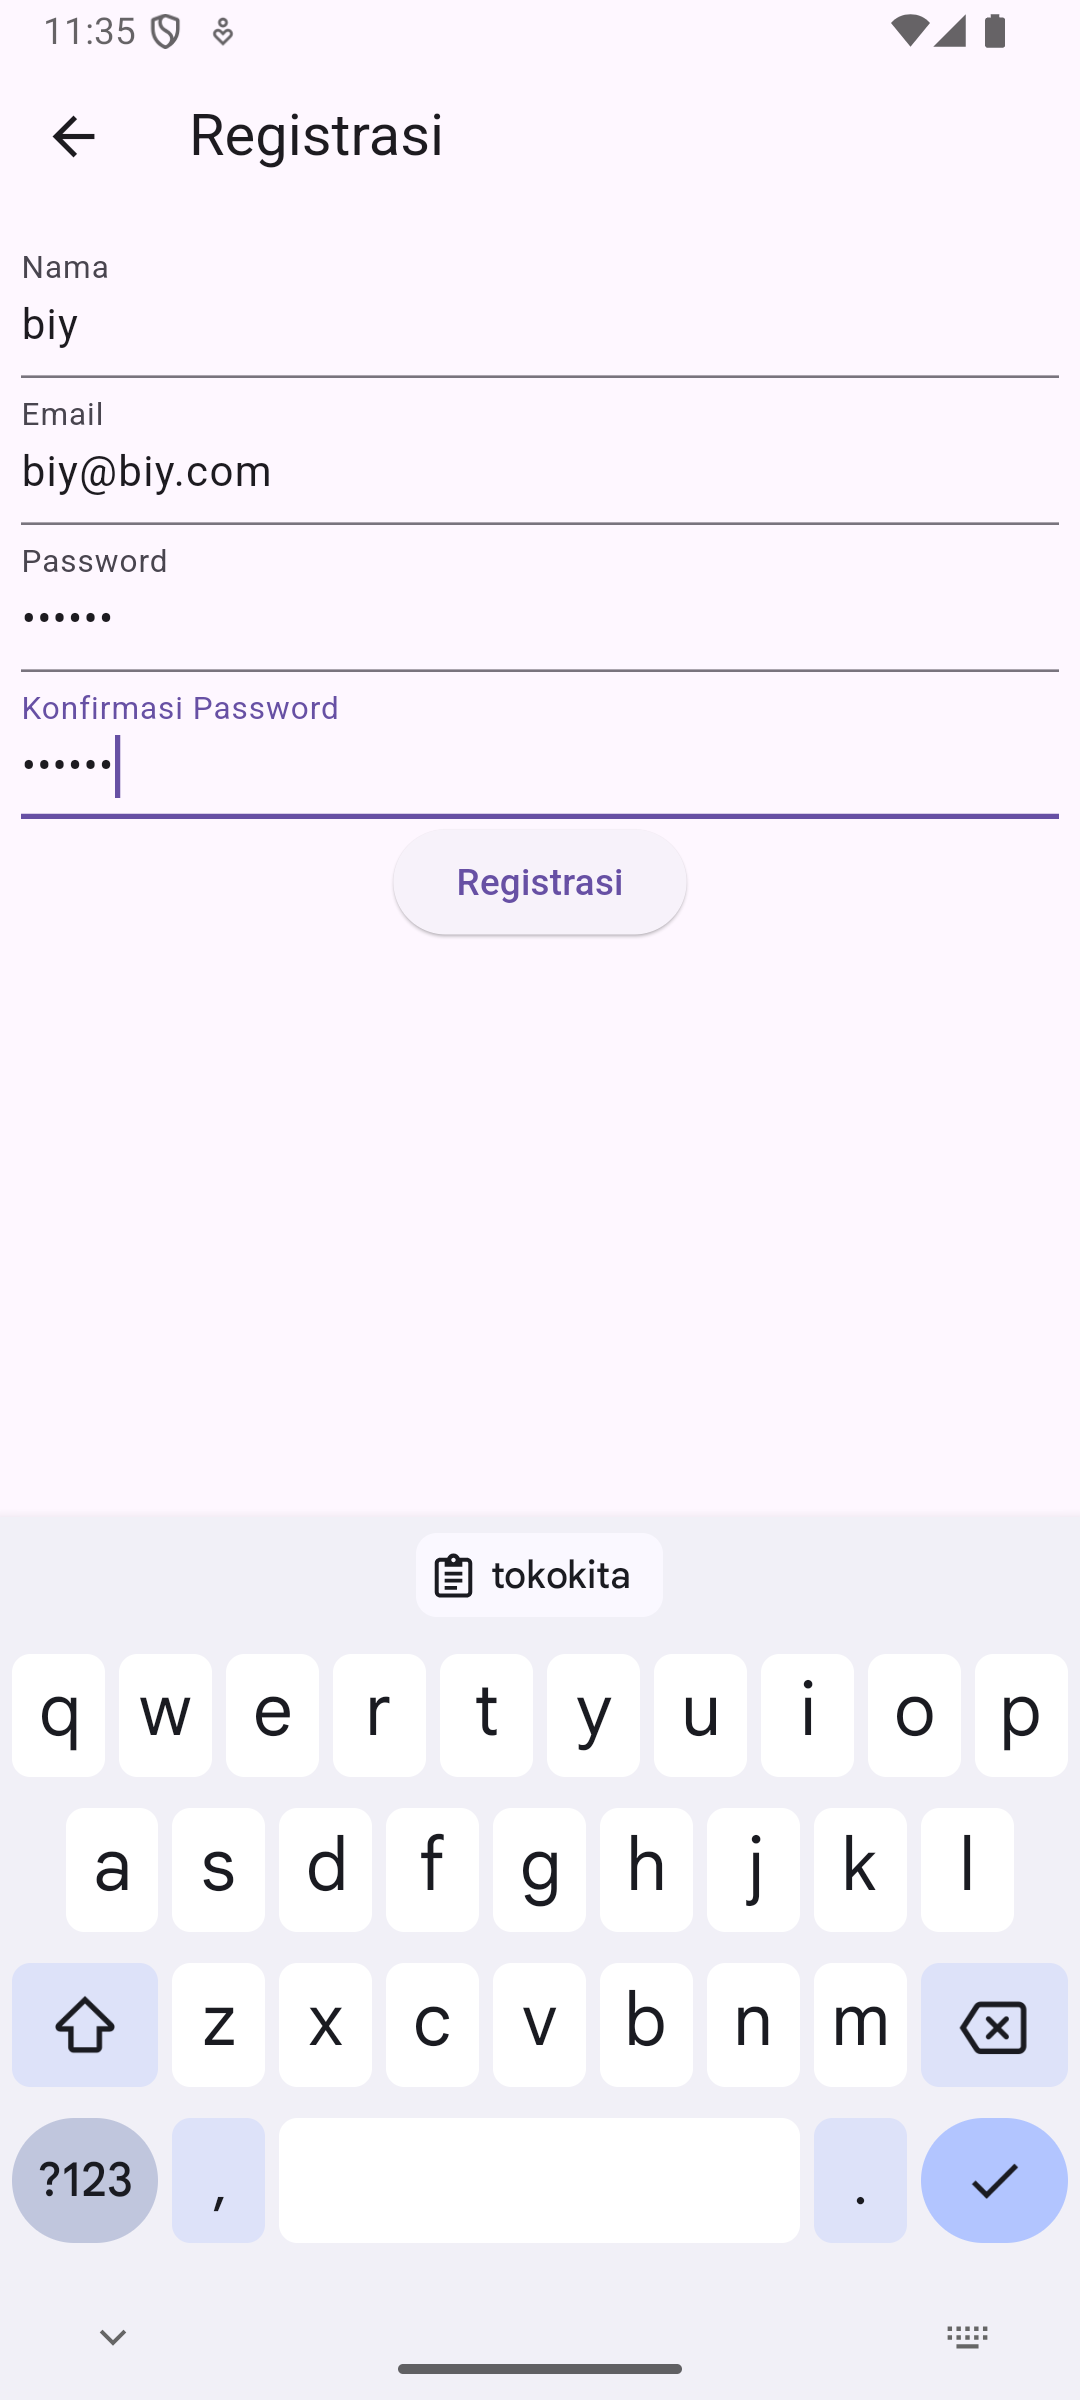 11:35
Registrasi
Nama
biy
Email
biy@biy.com
Password
••••••
Konfirmasi Password
••••••
Registrasi
tokokita
q w e r t y u i o p
a s d f g h j k l
z x c v b n m
?123 , .